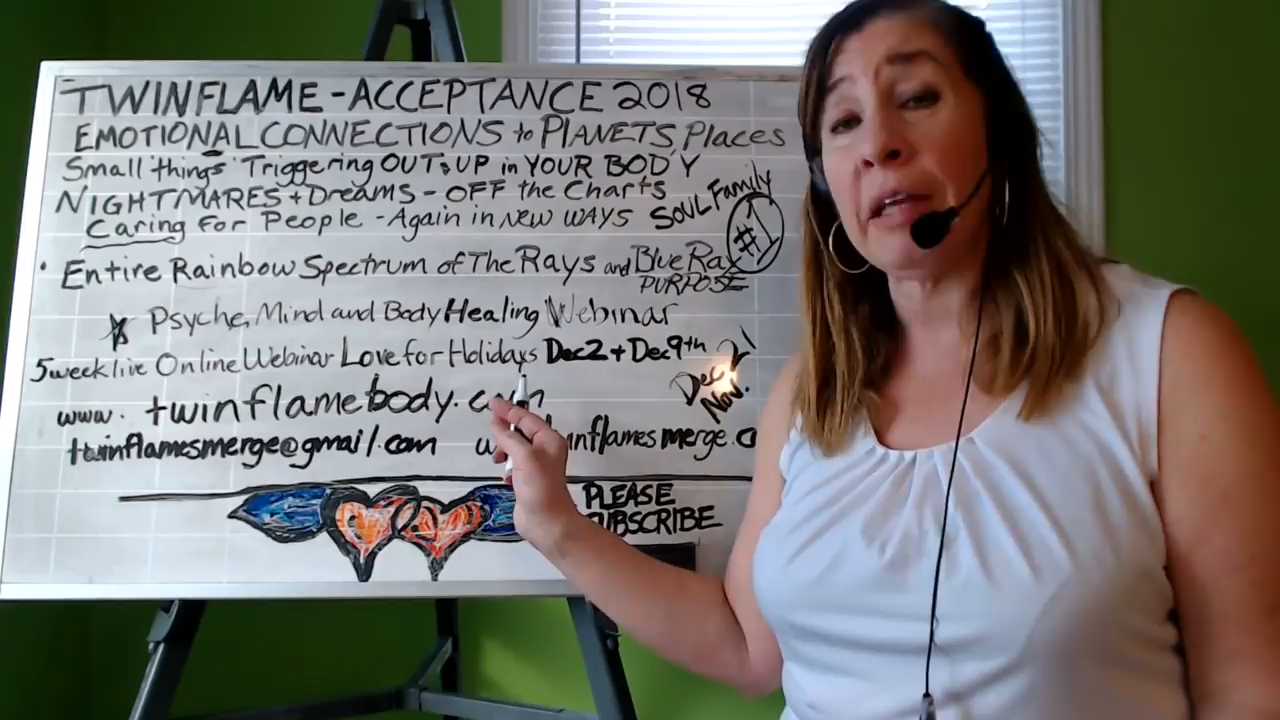 TWINFLAME-ACCEPTANCE 2018
EMOTIONAL CONNECTIONS to PLANETS, Places
Small things Triggering OUT & UP in YOUR BODY
NIGHTMARES + Dreams - OFF the Charts
Caring for People - Again in NEW WAYS
SOUL Family
#1
Entire Rainbow Spectrum of The Rays and Blue Ray
PURPOSE
Psyche, Mind and Body Healing Webinar
5 week live Online Webinar Love for Holidays Dec 2 + Dec 9th
Dec 2!
Nov.
www. twinflamebody.com
twinflamesmerge@gmail.com
PLEASE
SUBSCRIBE